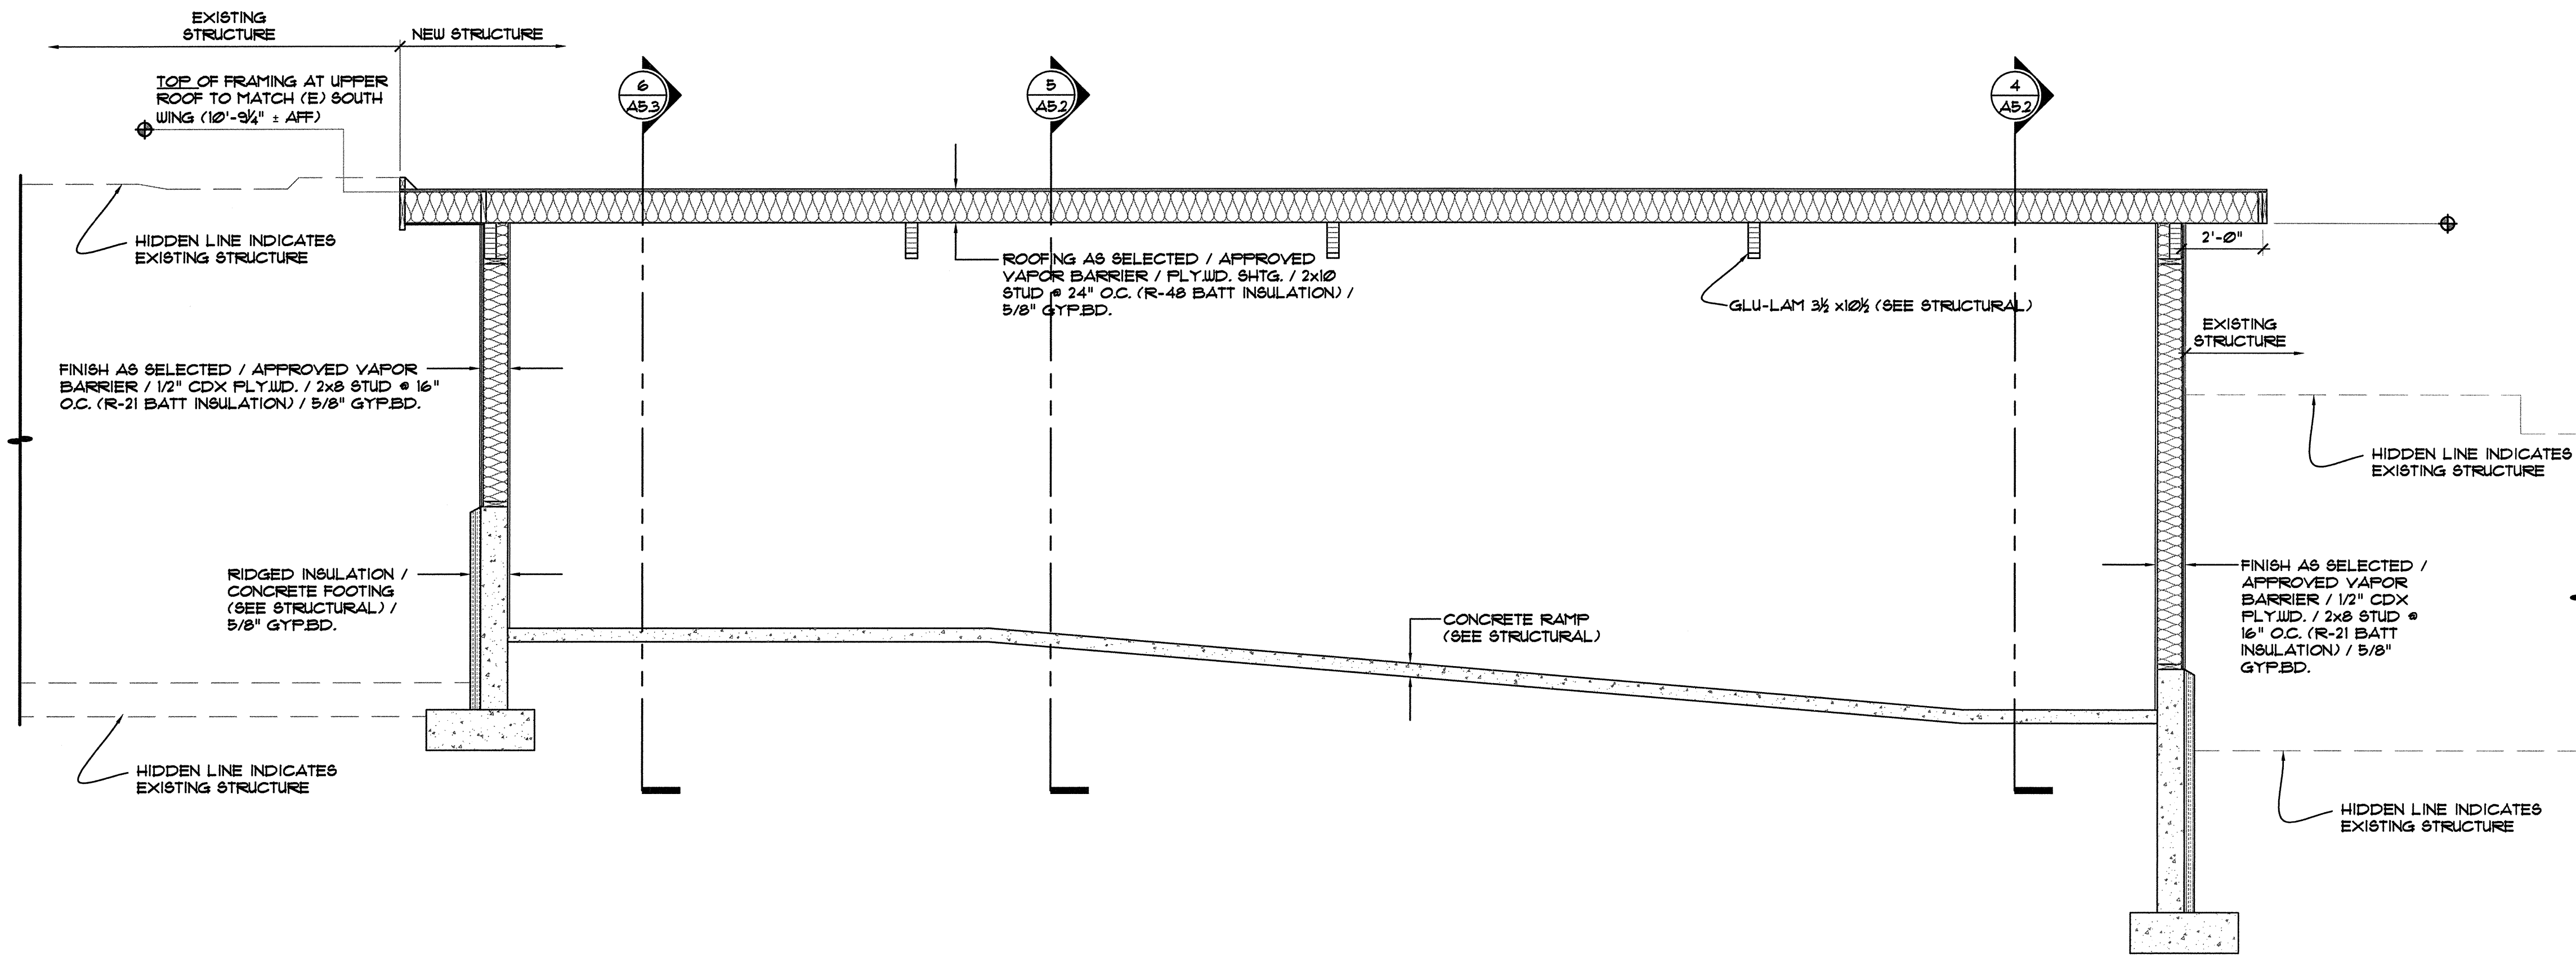 EXISTING
STRUCTURE
NEW STRUCTURE
TOP OF FRAMING AT UPPER
ROOF TO MATCH (E) SOUTH
WING (10'-9¼" ± AFF)
6
A5.3
5
A5.2
4
A5.2
HIDDEN LINE INDICATES
EXISTING STRUCTURE
ROOFING AS SELECTED / APPROVED
VAPOR BARRIER / PLY.WD. SHTG. / 2x10
STUD @ 24" O.C. (R-48 BATT INSULATION) /
5/8" GYP.BD.
GLU-LAM 3½ x10½ (SEE STRUCTURAL)
2'-0"
EXISTING
STRUCTURE
FINISH AS SELECTED / APPROVED VAPOR
BARRIER / 1/2" CDX PLY.WD. / 2x8 STUD @ 16"
O.C. (R-21 BATT INSULATION) / 5/8" GYP.BD.
HIDDEN LINE INDICATES
EXISTING STRUCTURE
RIDGED INSULATION /
CONCRETE FOOTING
(SEE STRUCTURAL) /
5/8" GYP.BD.
CONCRETE RAMP
(SEE STRUCTURAL)
FINISH AS SELECTED /
APPROVED VAPOR
BARRIER / 1/2" CDX
PLY.WD. / 2x8 STUD @
16" O.C. (R-21 BATT
INSULATION) / 5/8"
GYP.BD.
HIDDEN LINE INDICATES
EXISTING STRUCTURE
HIDDEN LINE INDICATES
EXISTING STRUCTURE